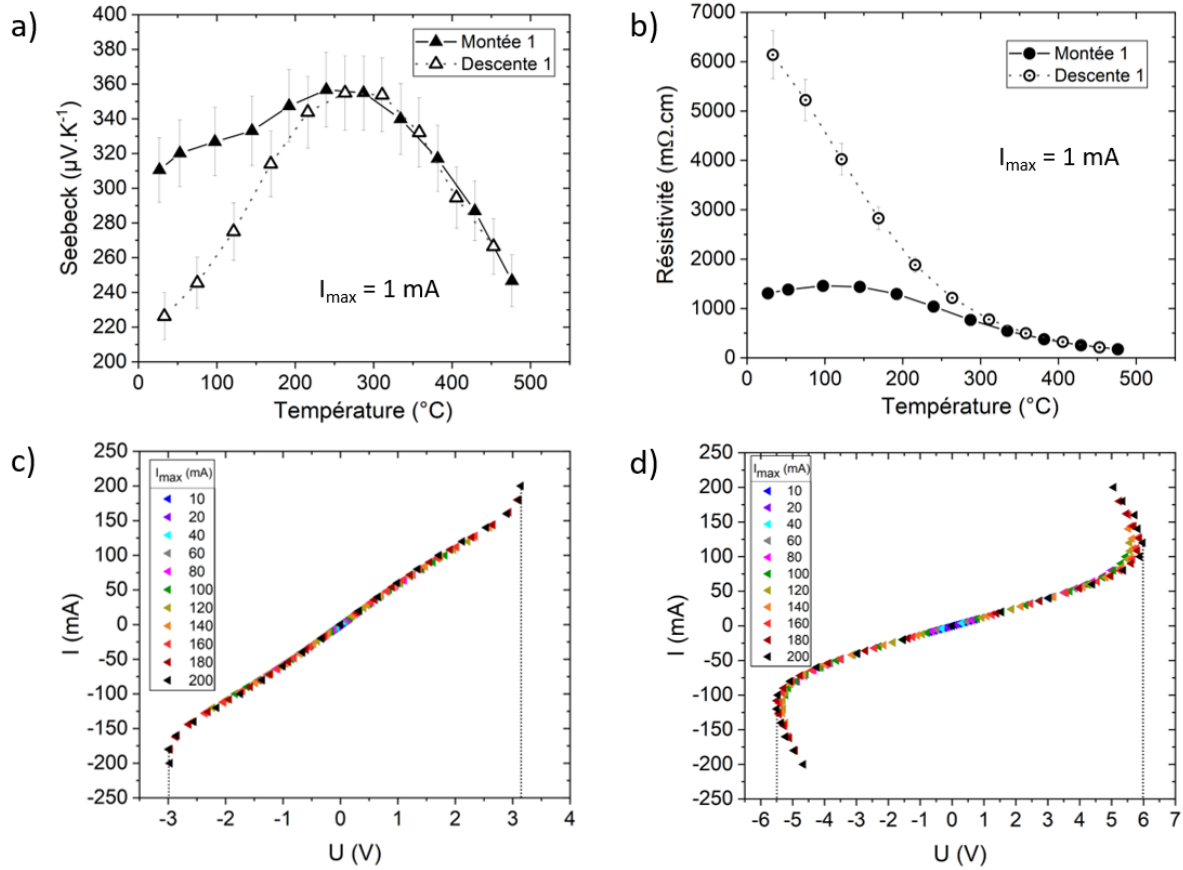 a)
400
380
360
340
320
300
280
260
240
220
200
Seebeck (µV.K⁻¹)
Montée 1
Descente 1
Imax = 1 mA
0 100 200 300 400 500
Température (°C)
b)
7000
6000
5000
4000
3000
2000
1000
0
Résistivité (mΩ.cm)
Montée 1
Descente 1
Imax = 1 mA
0 100 200 300 400 500
Température (°C)
c)
250
200
150
100
50
0
-50
-100
-150
-200
-250
I (mA)
Imax (mA)
10
20
40
60
80
100
120
140
160
180
200
-3 -2 -1 0 1 2 3 4
U (V)
d)
250
200
150
100
50
0
-50
-100
-150
-200
-250
I (mA)
Imax (mA)
10
20
40
60
80
100
120
140
160
180
200
-6 -5 -4 -3 -2 -1 0 1 2 3 4 5 6 7
U (V)